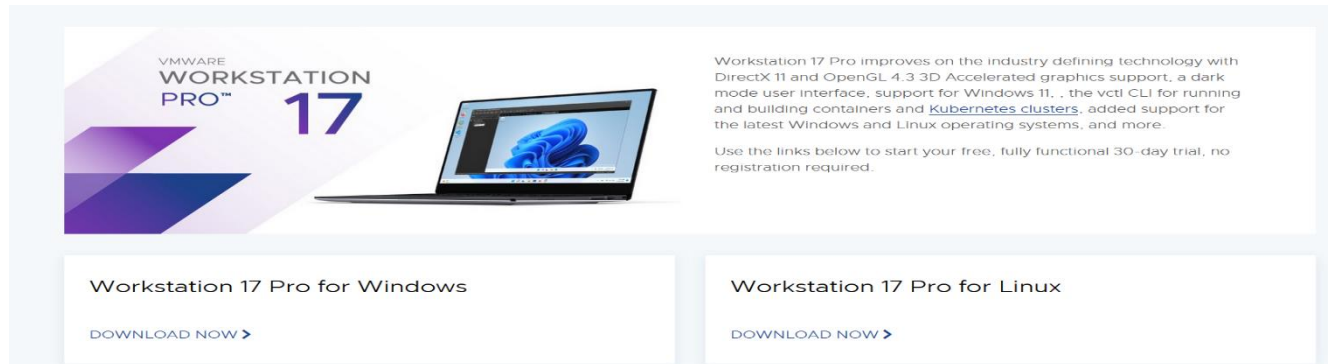 VMWARE
WORKSTATION
PRO™ 17
Workstation 17 Pro improves on the industry defining technology with
DirectX 11 and OpenGL 4.3 3D Accelerated graphics support, a dark
mode user interface, support for Windows 11, , the vctl CLI for running
and building containers and Kubernetes clusters, added support for
the latest Windows and Linux operating systems, and more.
Use the links below to start your free, fully functional 30-day trial, no
registration required.
Workstation 17 Pro for Windows
DOWNLOAD NOW >
Workstation 17 Pro for Linux
DOWNLOAD NOW >